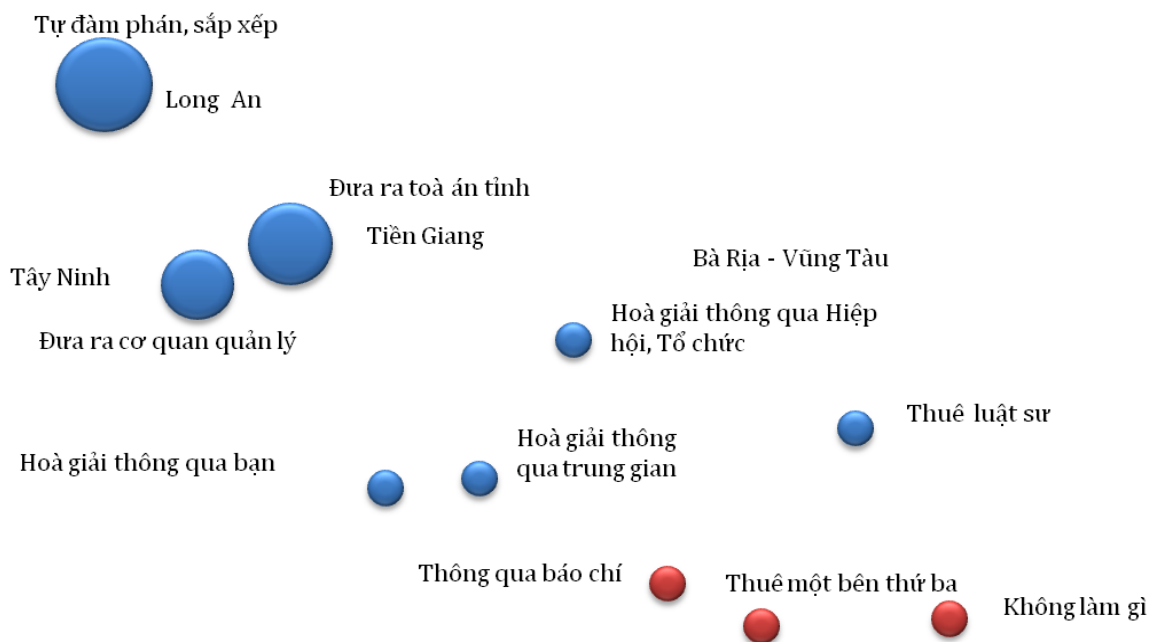 Tự đàm phán, sắp xếp
Long An
Đưa ra toà án tỉnh
Tiền Giang
Bà Rịa - Vũng Tàu
Tây Ninh
Hoà giải thông qua Hiệp
hội, Tổ chức
Đưa ra cơ quan quản lý
Thuê luật sư
Hoà giải thông
qua trung gian
Hoà giải thông qua bạn
Thông qua báo chí
Thuê một bên thứ ba
Không làm gì